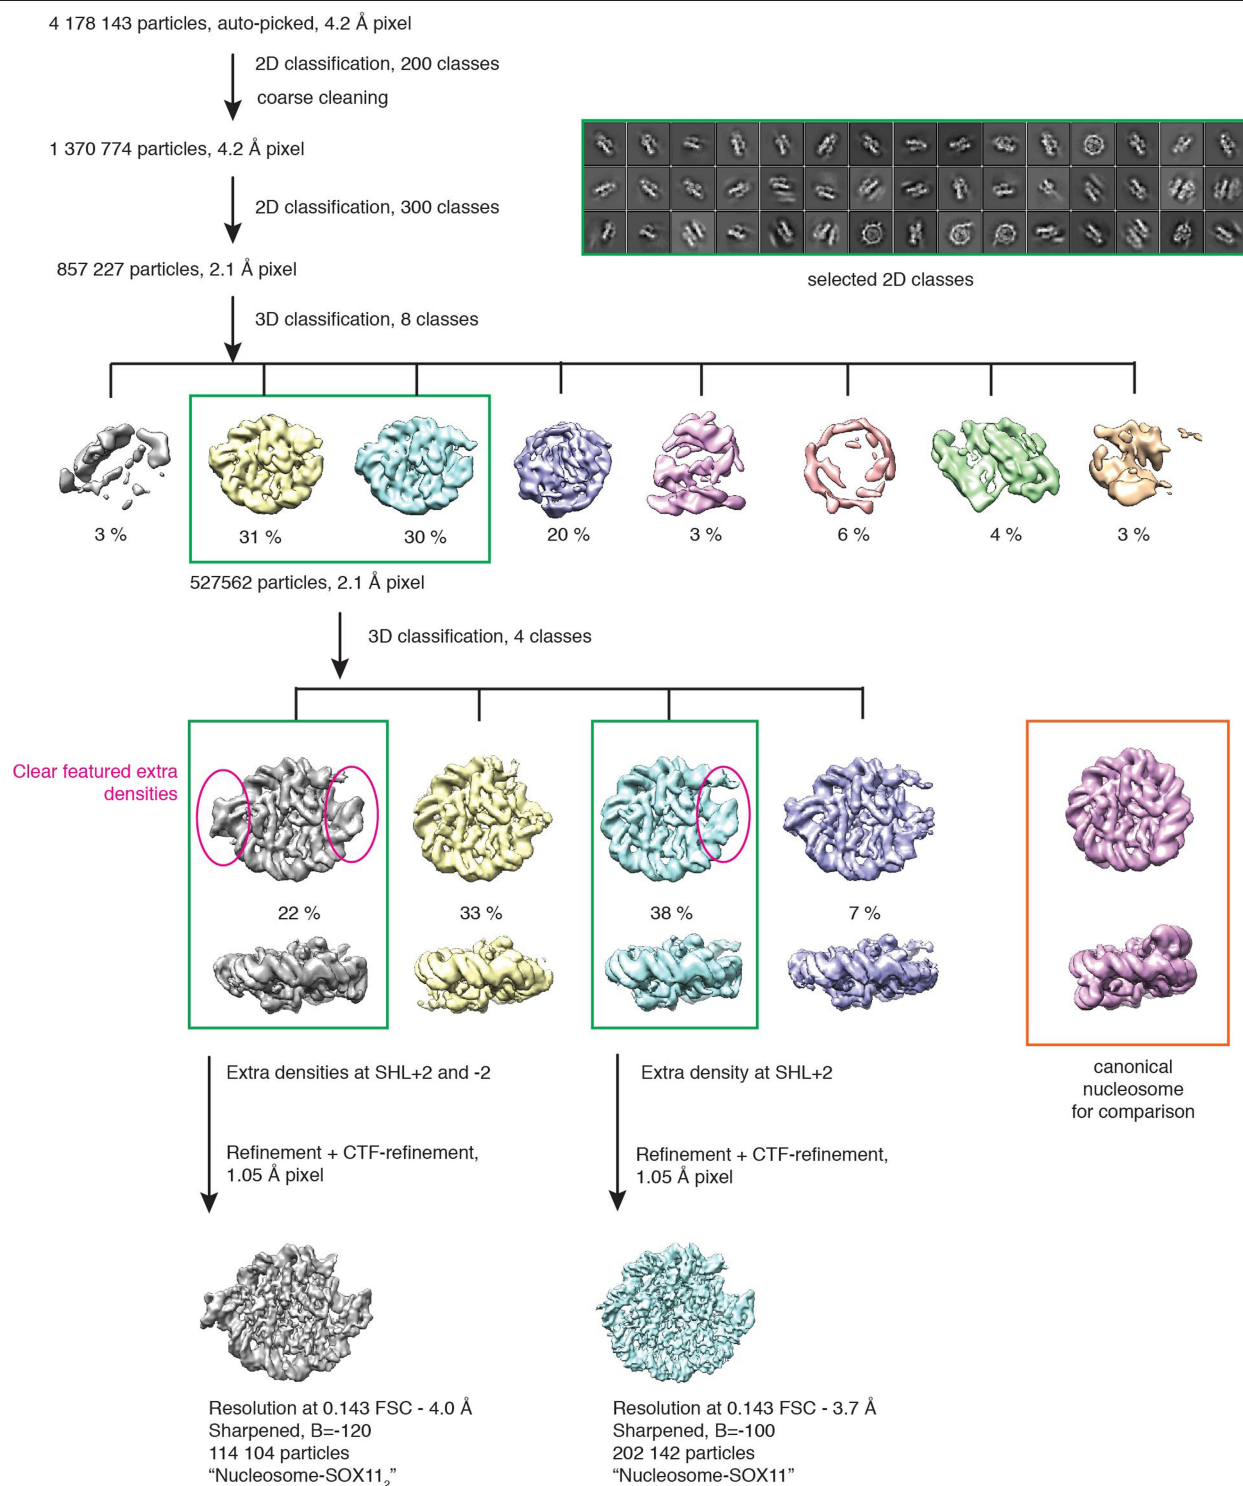 4 178 143 particles, auto-picked, 4.2 Å pixel
2D classification, 200 classes
coarse cleaning
1 370 774 particles, 4.2 Å pixel
2D classification, 300 classes
857 227 particles, 2.1 Å pixel
selected 2D classes
3D classification, 8 classes
3 %
31 %
30 %
20 %
3 %
6 %
4 %
3 %
527562 particles, 2.1 Å pixel
3D classification, 4 classes
Clear featured extra
densities
22 %
33 %
38 %
7 %
Extra densities at SHL+2 and -2
Extra density at SHL+2
canonical
nucleosome
for comparison
Refinement + CTF-refinement,
1.05 Å pixel
Refinement + CTF-refinement,
1.05 Å pixel
Resolution at 0.143 FSC - 4.0 Å
Sharpened, B=-120
114 104 particles
“Nucleosome-SOX11₂”
Resolution at 0.143 FSC - 3.7 Å
Sharpened, B=-100
202 142 particles
“Nucleosome-SOX11”